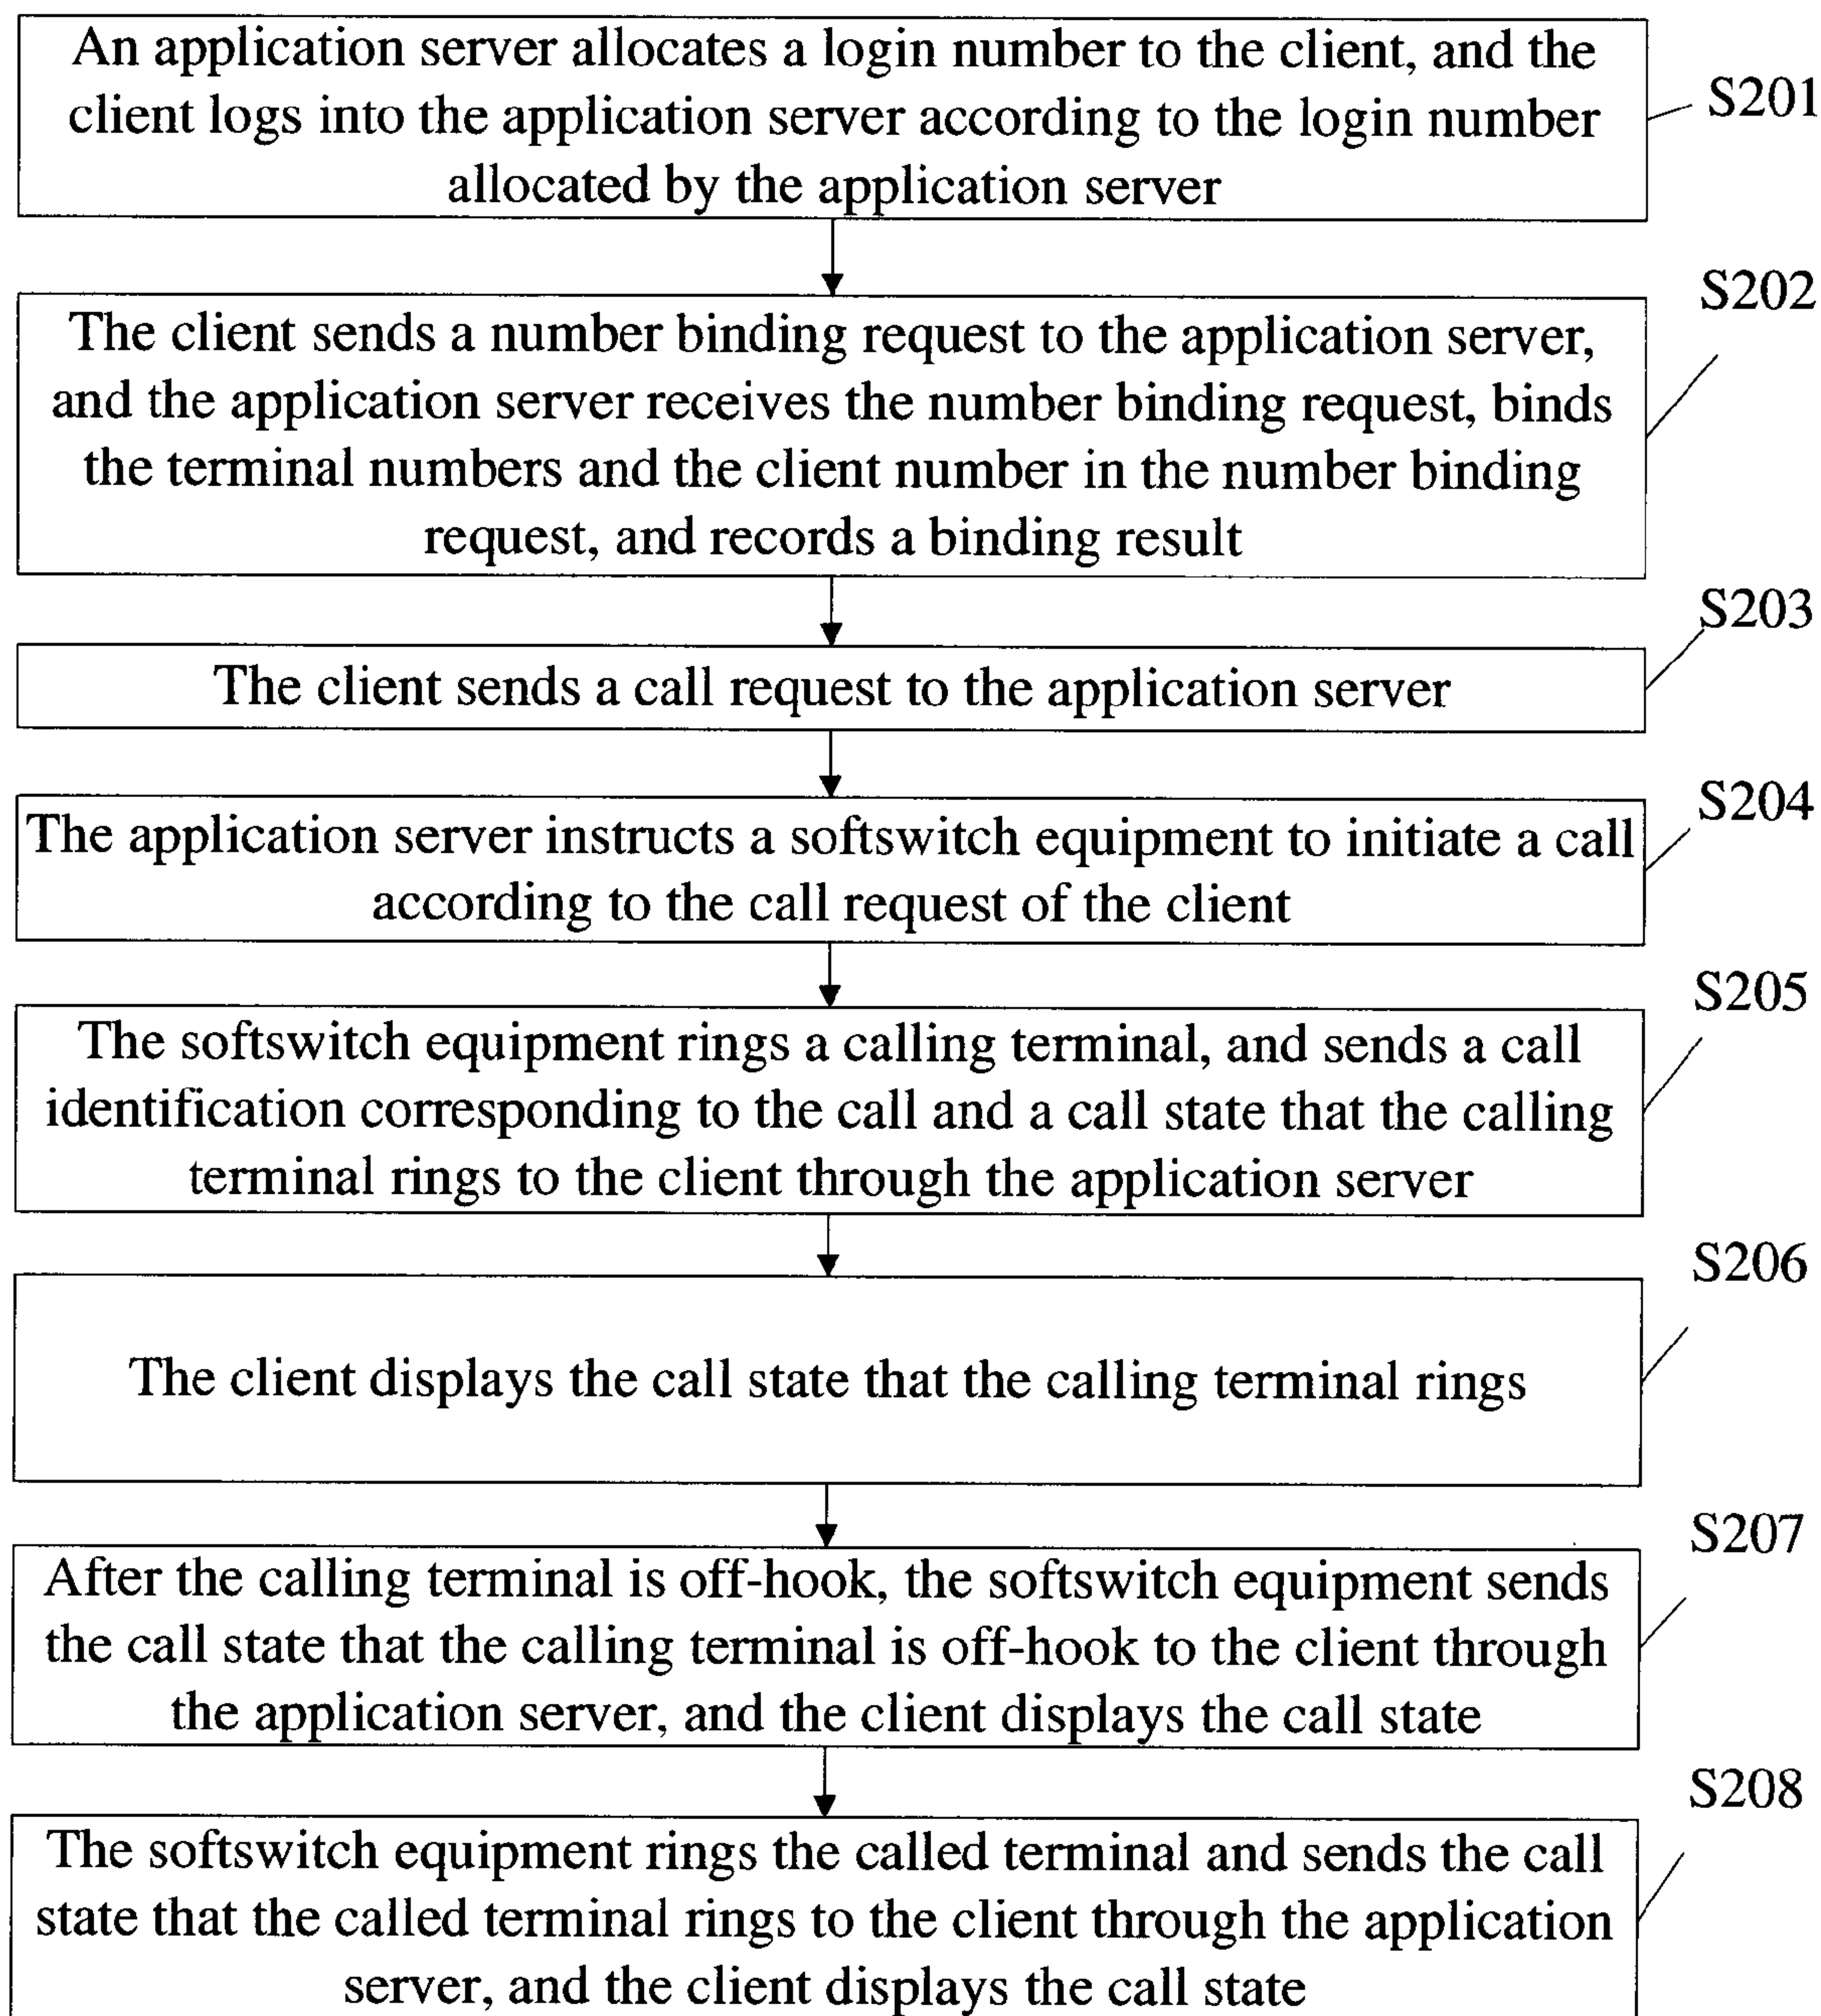 An application server allocates a login number to the client, and the
client logs into the application server according to the login number
allocated by the application server
S201
S202
The client sends a number binding request to the application server,
and the application server receives the number binding request, binds
the terminal numbers and the client number in the number binding
request, and records a binding result
S203
The client sends a call request to the application server
S204
The application server instructs a softswitch equipment to initiate a call
according to the call request of the client
S205
The softswitch equipment rings a calling terminal, and sends a call
identification corresponding to the call and a call state that the calling
terminal rings to the client through the application server
S206
The client displays the call state that the calling terminal rings
S207
After the calling terminal is off-hook, the softswitch equipment sends
the call state that the calling terminal is off-hook to the client through
the application server, and the client displays the call state
S208
The softswitch equipment rings the called terminal and sends the call
state that the called terminal rings to the client through the application
server, and the client displays the call state